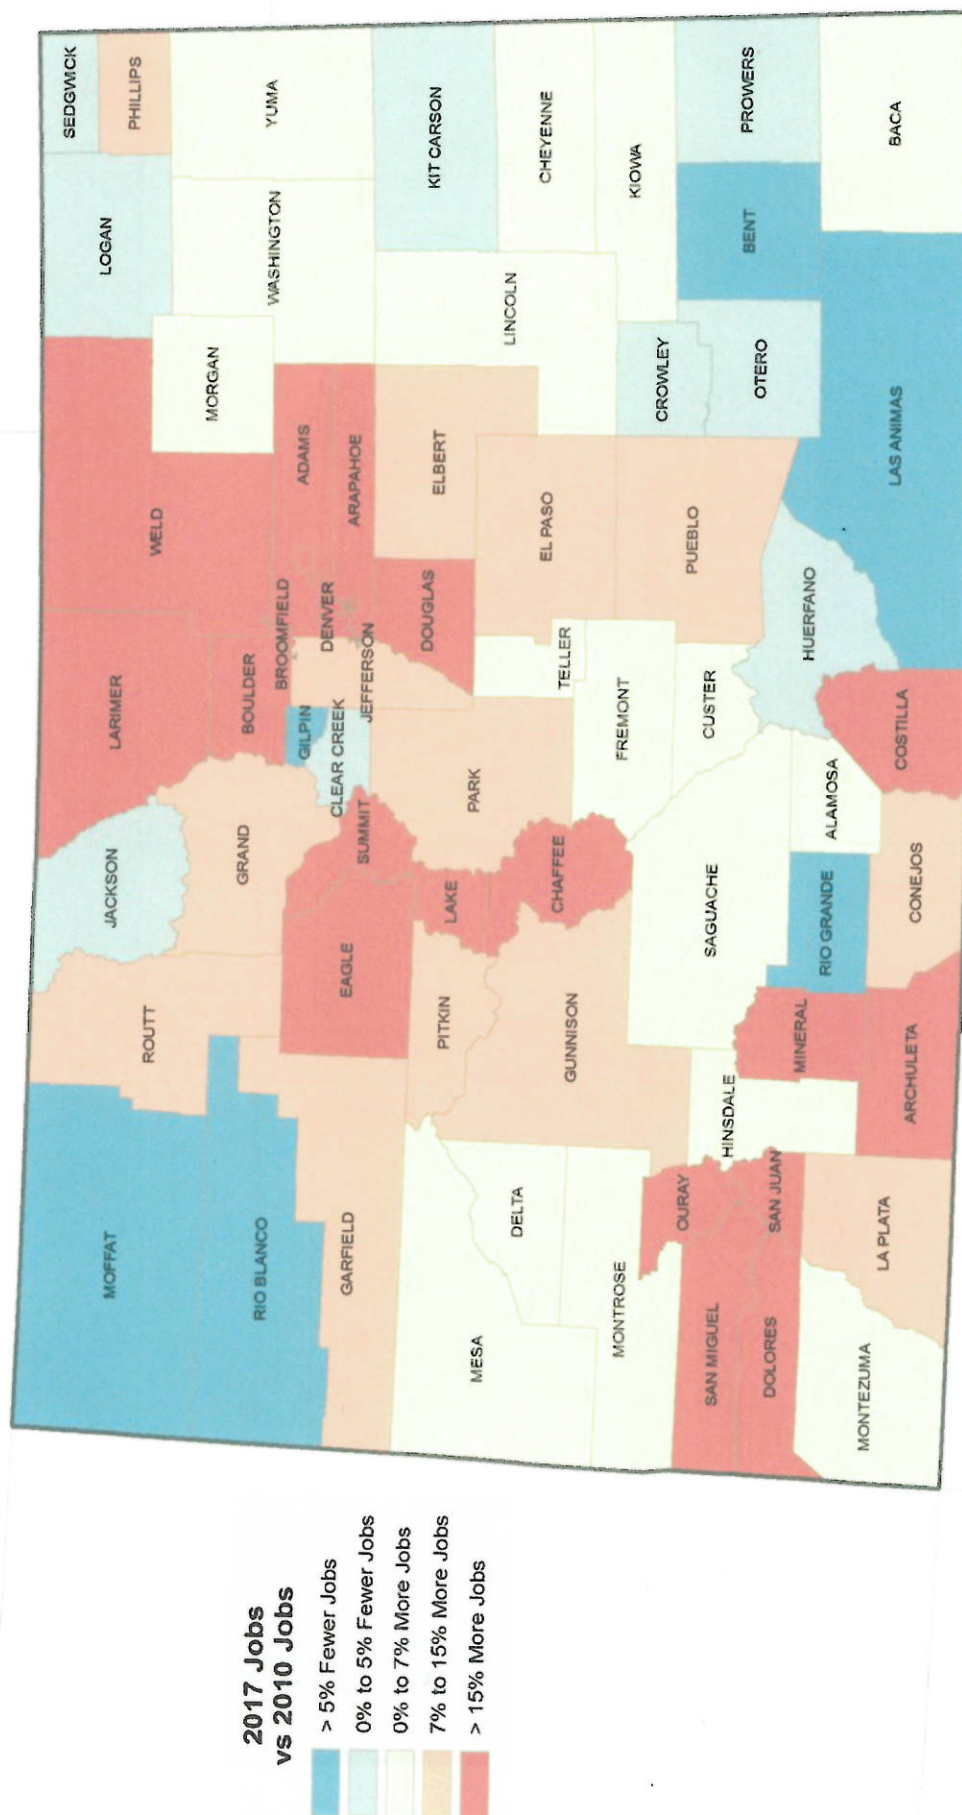 2017 Jobs
vs 2010 Jobs
> 5% Fewer Jobs
0% to 5% Fewer Jobs
0% to 7% More Jobs
7% to 15% More Jobs
> 15% More Jobs
MOFFAT
ROUTT
JACKSON
LARIMER
WELD
LOGAN
SEDGWICK
PHILLIPS
MORGAN
YUMA
WASHINGTON
RIO BLANCO
GRAND
BOULDER
BROOMFIELD
GILPIN
ADAMS
DENVER
ARAPAHOE
CLEAR CREEK
JEFFERSON
GARFIELD
EAGLE
SUMMIT
DOUGLAS
ELBERT
KIT CARSON
PITKIN
LAKE
PARK
LINCOLN
CHEYENNE
MESA
DELTA
GUNNISON
CHAFFEE
TELLER
EL PASO
KIOWA
MONTROSE
FREMONT
CROWLEY
PUEBLO
OURAY
SAN MIGUEL
HINSDALE
SAGUACHE
CUSTER
OTERO
BENT
PROWERS
DOLORES
SAN JUAN
MINERAL
RIO GRANDE
ALAMOSA
HUERFANO
MONTEZUMA
LA PLATA
ARCHULETA
CONEJOS
COSTILLA
LAS ANIMAS
BACA